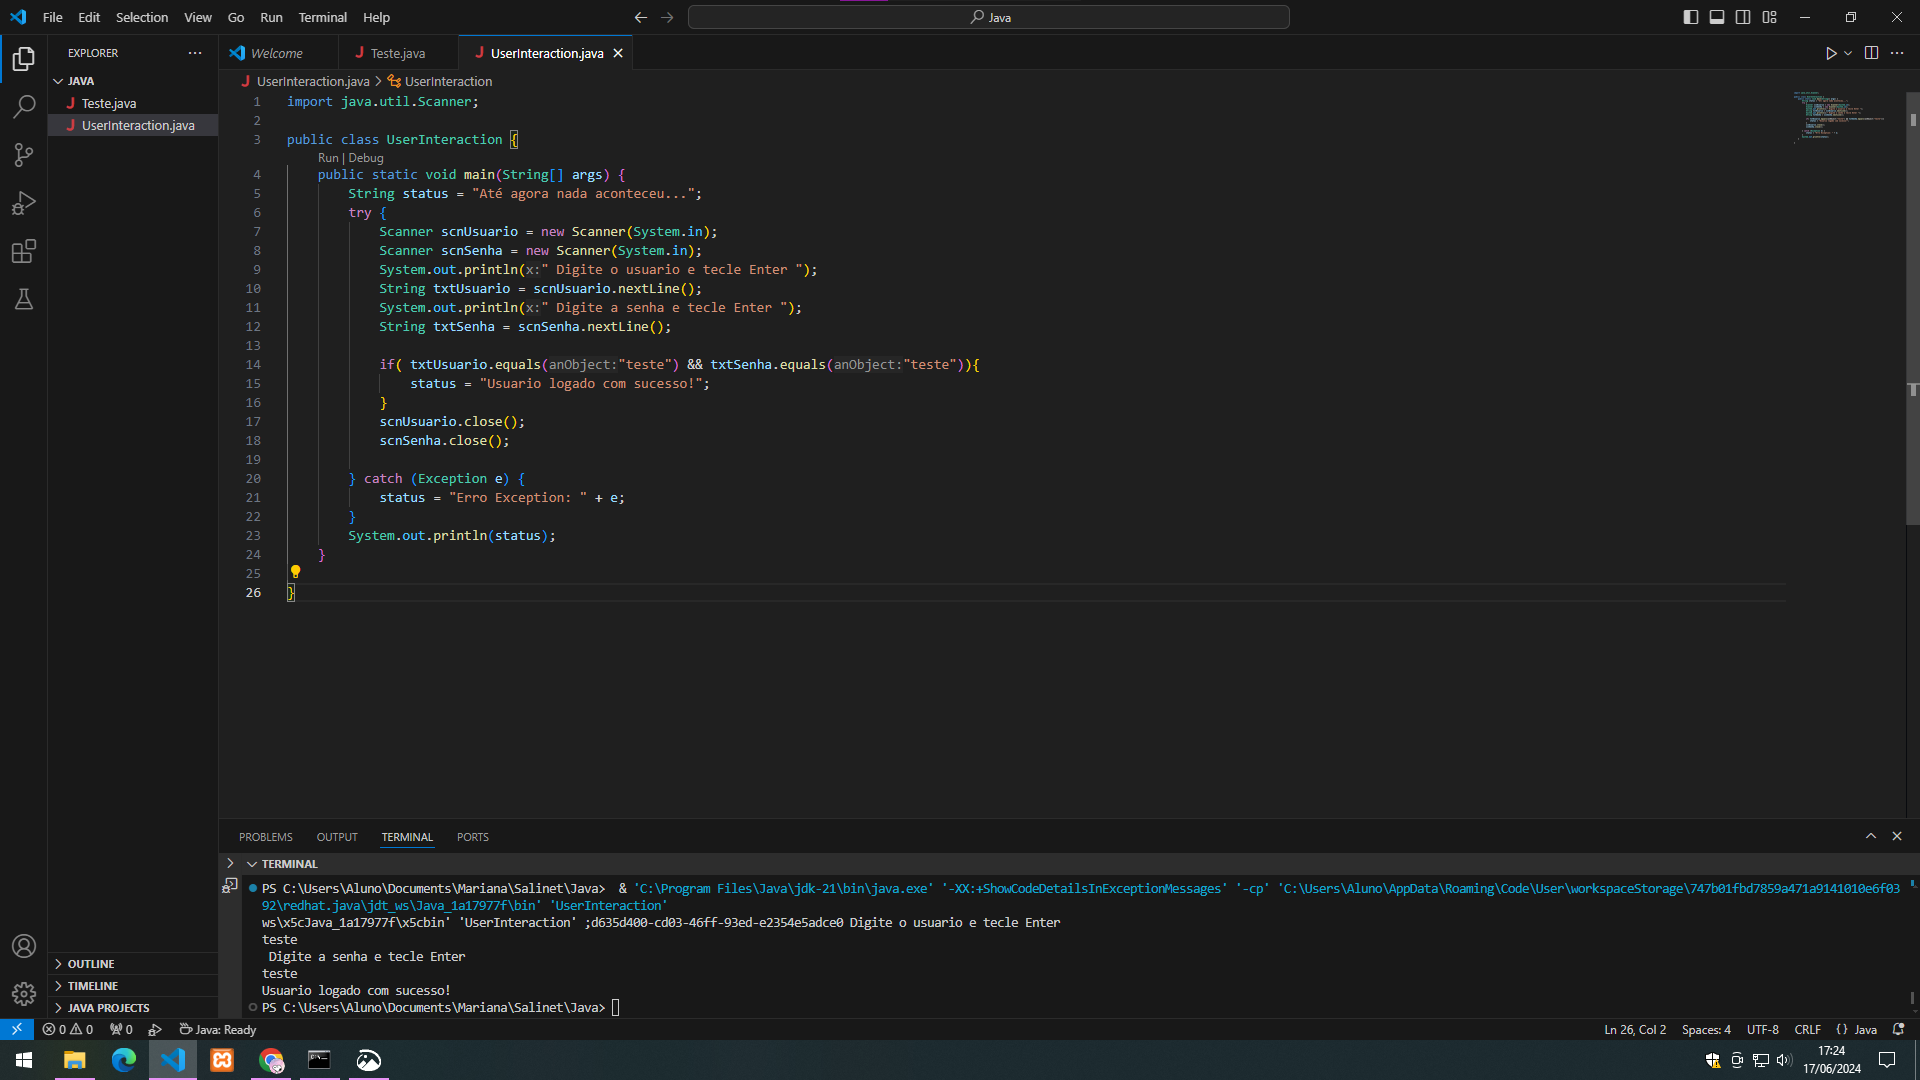 File Edit Selection View Go Run Terminal Help
Java
EXPLORER
JAVA
Teste.java
UserInteraction.java
OUTLINE
TIMELINE
JAVA PROJECTS
Welcome
Teste.java
UserInteraction.java
UserInteraction.java > UserInteraction
1 import java.util.Scanner;
2
3 public class UserInteraction {
Run | Debug
4 public static void main(String[] args) {
5 String status = "Até agora nada aconteceu...";
6 try {
7 Scanner scnUsuario = new Scanner(System.in);
8 Scanner scnSenha = new Scanner(System.in);
9 System.out.println(x:" Digite o usuario e tecle Enter ");
10 String txtUsuario = scnUsuario.nextLine();
11 System.out.println(x:" Digite a senha e tecle Enter ");
12 String txtSenha = scnSenha.nextLine();
13
14 if( txtUsuario.equals(anObject:"teste") && txtSenha.equals(anObject:"teste")){
15 status = "Usuario logado com sucesso!";
16 }
17 scnUsuario.close();
18 scnSenha.close();
19
20 } catch (Exception e) {
21 status = "Erro Exception: " + e;
22 }
23 System.out.println(status);
24 }
25
26 }
PROBLEMS OUTPUT TERMINAL PORTS
TERMINAL
PS C:\Users\Aluno\Documents\Mariana\Salinet\Java> & 'C:\Program Files\Java\jdk-21\bin\java.exe' '-XX:+ShowCodeDetailsInExceptionMessages' '-cp' 'C:\Users\Aluno\AppData\Roaming\Code\User\workspaceStorage\747b01fbd7859a471a9141010e6f03
92\redhat.java\jdt_ws\Java_1a17977f\bin' 'UserInteraction'
ws\x5cJava_1a17977f\x5cbin' 'UserInteraction' ;d635d400-cd03-46ff-93ed-e2354e5adce0 Digite o usuario e tecle Enter
teste
Digite a senha e tecle Enter
teste
Usuario logado com sucesso!
PS C:\Users\Aluno\Documents\Mariana\Salinet\Java>
0 0 0 Java: Ready
Ln 26, Col 2 Spaces: 4 UTF-8 CRLF {} Java
17:24
17/06/2024